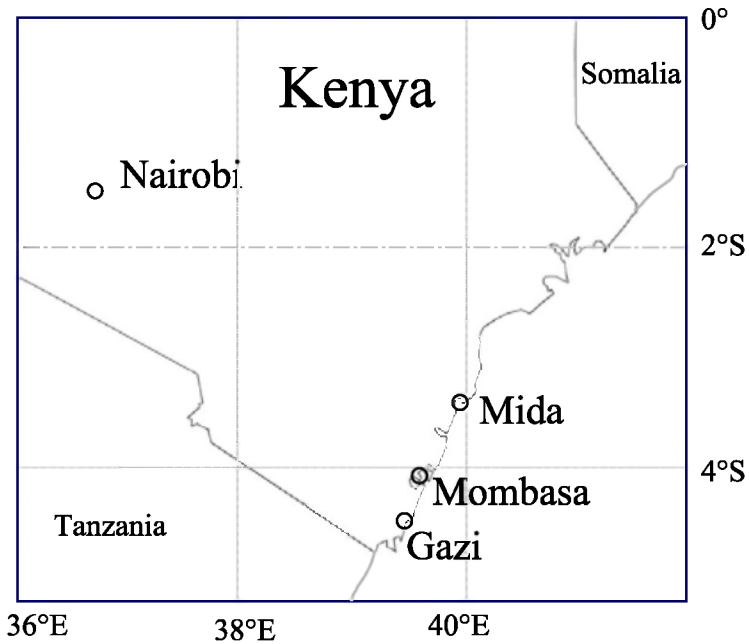 0°
Somalia
Kenya
Nairobi
2°S
Mida
4°S
Mombasa
Tanzania
Gazi
36°E
38°E
40°E